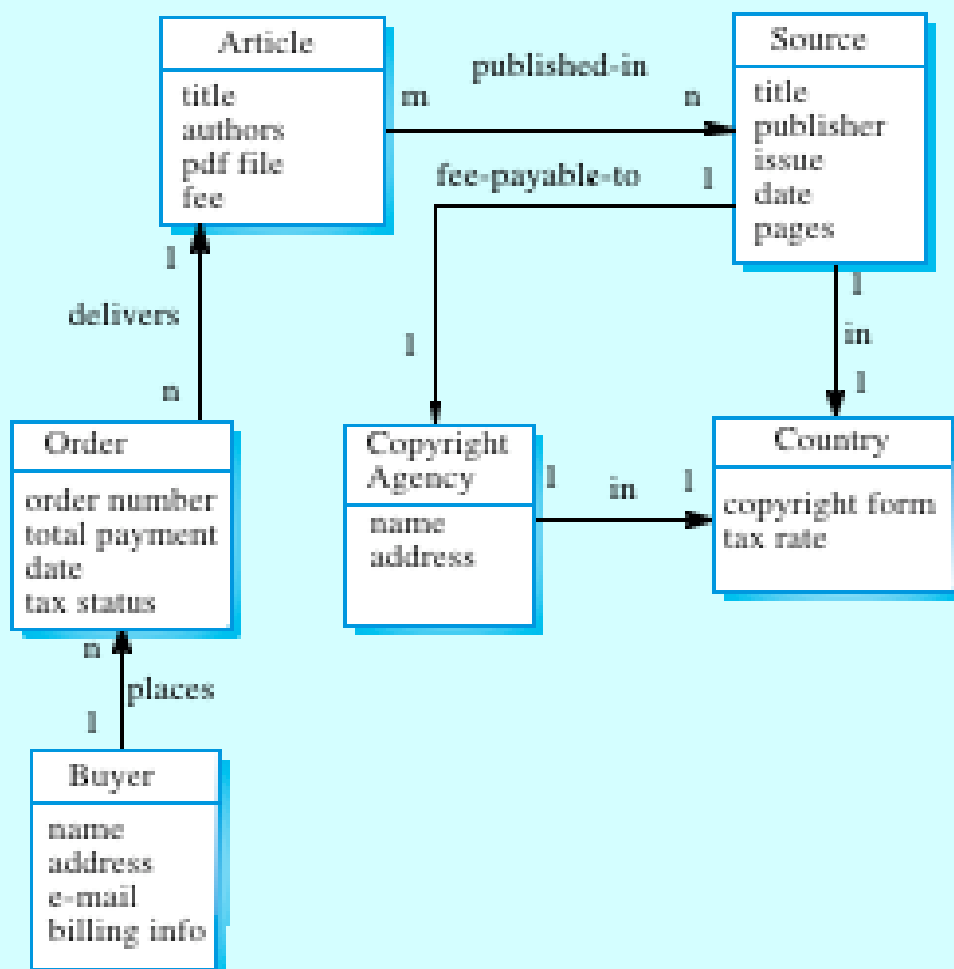 Article
title
authors
pdf file
fee
published-in
m
n
Source
title
publisher
issue
date
pages
fee-payable-to
1
1
1
delivers
n
1
in
1
Order
order number
total payment
date
tax status
Copyright
Agency
name
address
1
in
1
Country
copyright form
tax rate
n
places
1
Buyer
name
address
e-mail
billing info